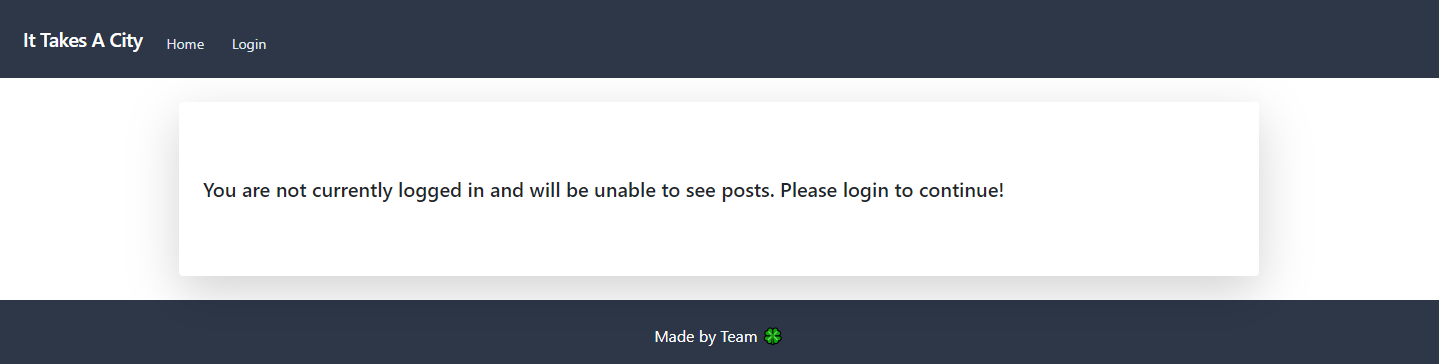 It Takes A City Home Login
You are not currently logged in and will be unable to see posts. Please login to continue!
Made by Team 🍀